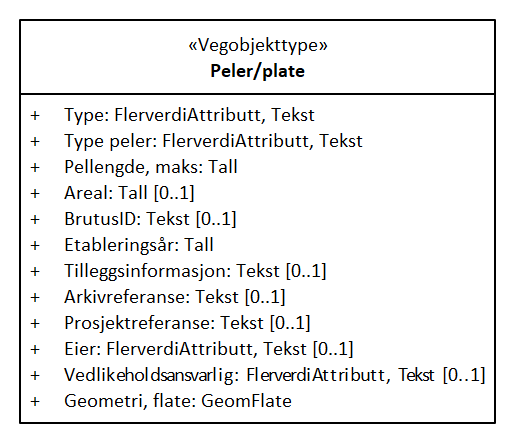 «Vegobjekttype»
Peler/plate
+ Type: FlerverdiAttributt, Tekst
+ Type peler: FlerverdiAttributt, Tekst
+ Pellengde, maks: Tall
+ Areal: Tall [0..1]
+ BrutusID: Tekst [0..1]
+ Etableringsår: Tall
+ Tilleggsinformasjon: Tekst [0..1]
+ Arkivreferanse: Tekst [0..1]
+ Prosjektreferanse: Tekst [0..1]
+ Eier: FlerverdiAttributt, Tekst [0..1]
+ Vedlikeholdsansvarlig: FlerverdiAttributt, Tekst [0..1]
+ Geometri, flate: GeomFlate